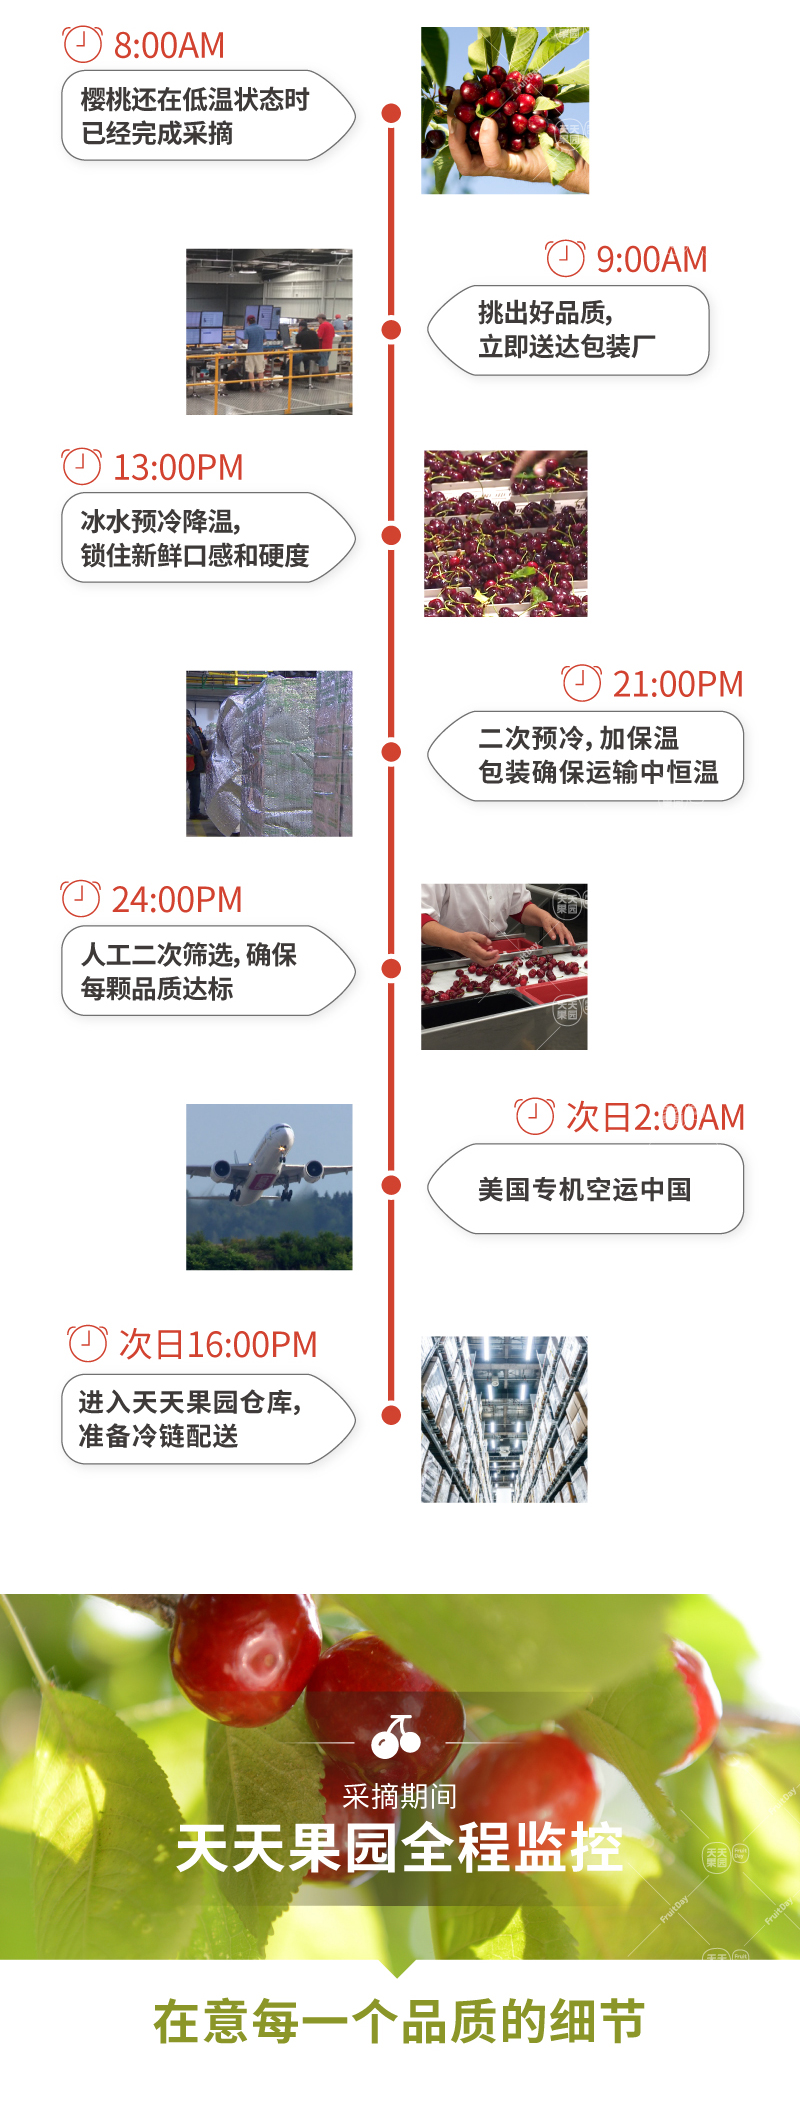 8:00AM
樱桃还在低温状态时
已经完成采摘
9:00AM
挑出好品质,
立即送达包装厂
13:00PM
冰水预冷降温,
锁住新鲜口感和硬度
21:00PM
二次预冷, 加保温
包装确保运输中恒温
24:00PM
人工二次筛选, 确保
每颗品质达标
次日2:00AM
美国专机空运中国
次日16:00PM
进入天天果园仓库,
准备冷链配送
采摘期间
天天果园全程监控
天天
果园
FruitDay
FruitDay
在意每一个品质的细节